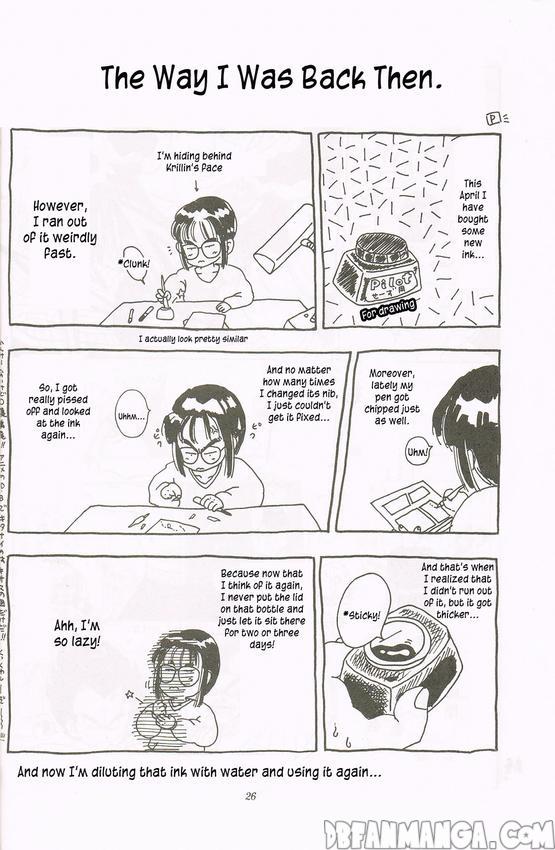 The Way I Was Back Then.
P
This
April I
have
bought
some
new
ink...
Pilot
For drawing
I'm hiding behind
Krillin's face
However,
I ran out
of it weirdly
fast.
*Clunk!
I actually look pretty similar
Moreover,
lately my
pen got
chipped just
as well.
Uhm!
And no matter
how many times
I changed its nib,
I just couldn't
get it fixed...
Uhhm...
So, I got
really pissed
off and looked
at the ink
again...
And that's when
I realized that
I didn't run out
of it, but it got
thicker...
*Sticky!
Because now that
I think of it again,
I never put the lid
on that bottle and
just let it sit there
for two or three
days!
Ahh, I'm
so lazy!
And now I'm diluting that ink with water and using it again...
26
DBFANMANGA.COM